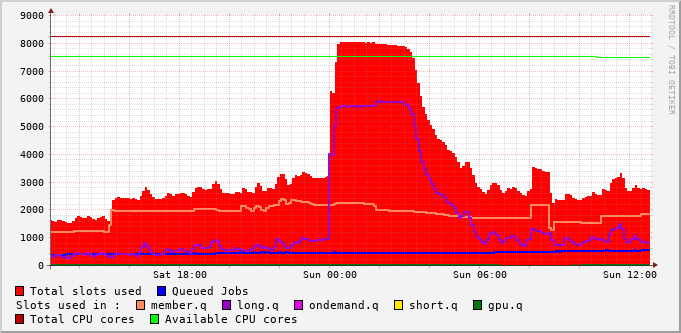 9000
8000
7000
6000
5000
4000
3000
2000
1000
0
Sat 18:00 Sun 00:00 Sun 06:00 Sun 12:00
RRDTOOL / TOBI OETIKER
Total slots used Queued Jobs
Slots used in : member.q long.q ondemand.q short.q gpu.q
Total CPU cores Available CPU cores